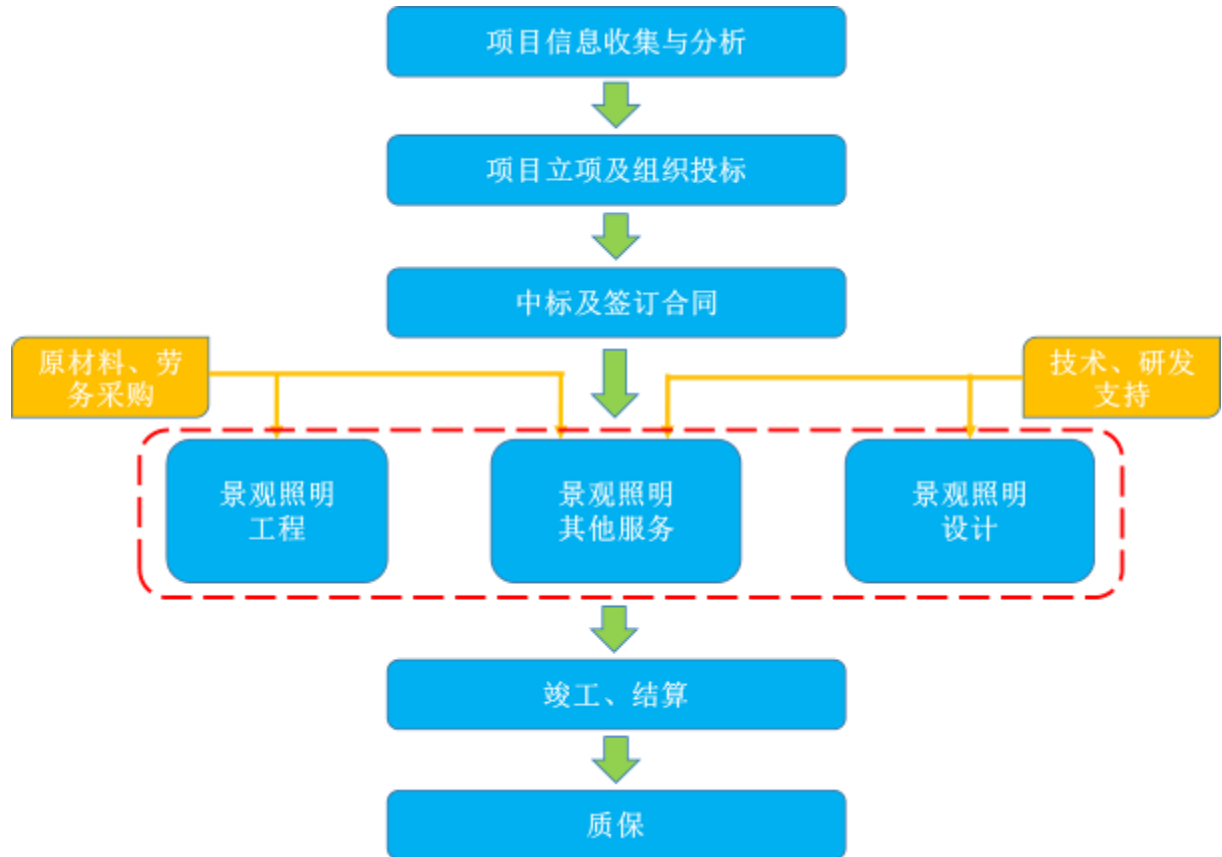 项目信息收集与分析
项目立项及组织投标
中标及签订合同
原材料、劳
务采购
技术、研发
支持
景观照明
工程
景观照明
其他服务
景观照明
设计
竣工、结算
质保